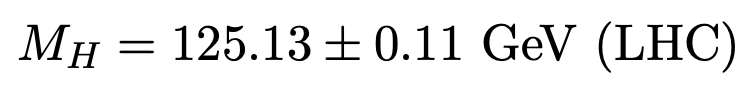 M_H = 125.13 ± 0.11 GeV (LHC)